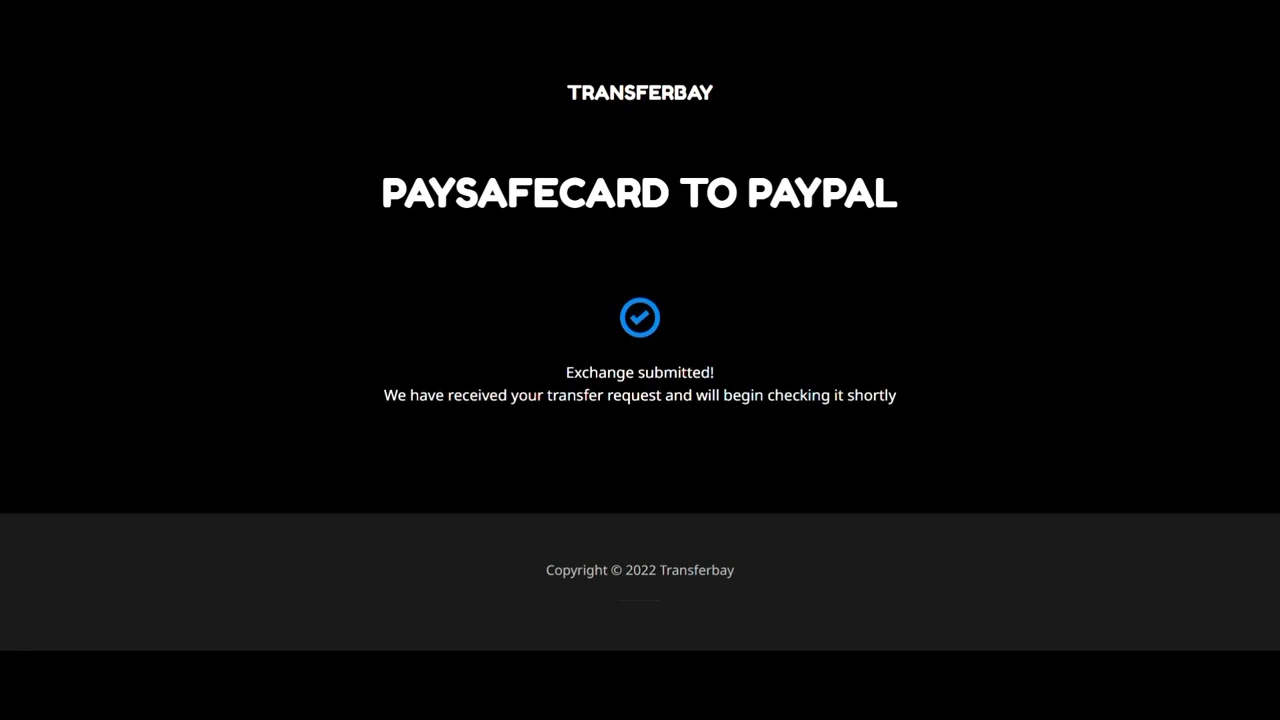 TRANSFERBAY
PAYSAFECARD TO PAYPAL
Exchange submitted!
We have received your transfer request and will begin checking it shortly
Copyright © 2022 Transferbay